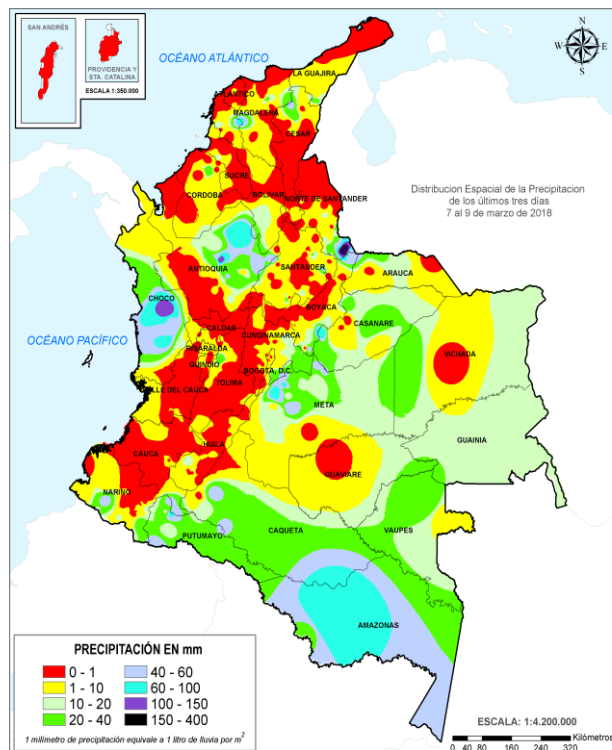 SAN ANDRÉS
PROVIDENCIA Y
STA. CATALINA
ESCALA 1:350.000
OCÉANO ATLÁNTICO
N
W E
S
LA GUAJIRA
ATLANTICO
MAGDALENA
CESAR
SUCRE
CORDOBA
BOLIVAR
NORTE DE SANTANDER
Distribucion Espacial de la Precipitacion
de los últimos tres días
7 al 9 de marzo de 2018
ANTIOQUIA
SANTANDER
ARAUCA
CHOCO
BOYACA
CASANARE
OCÉANO PACÍFICO
CALDAS
CUNDINAMARCA
RISARALDA
VICHADA
QUINDIO
BOGOTA, D.C.
TOLIMA
VALLE DEL CAUCA
META
GUAINIA
HUILA
CAUCA
GUAVIARE
NARIÑO
CAQUETA
VAUPES
PUTUMAYO
AMAZONAS
PRECIPITACIÓN EN mm
0 - 1 40 - 60
1 - 10 60 - 100
10 - 20 100 - 150
20 - 40 150 - 400
1 milímetro de precipitación equivale a 1 litro de lluvia por m²
ESCALA: 1:4.200.000
Kilómetros
0 40 80 160 240 320